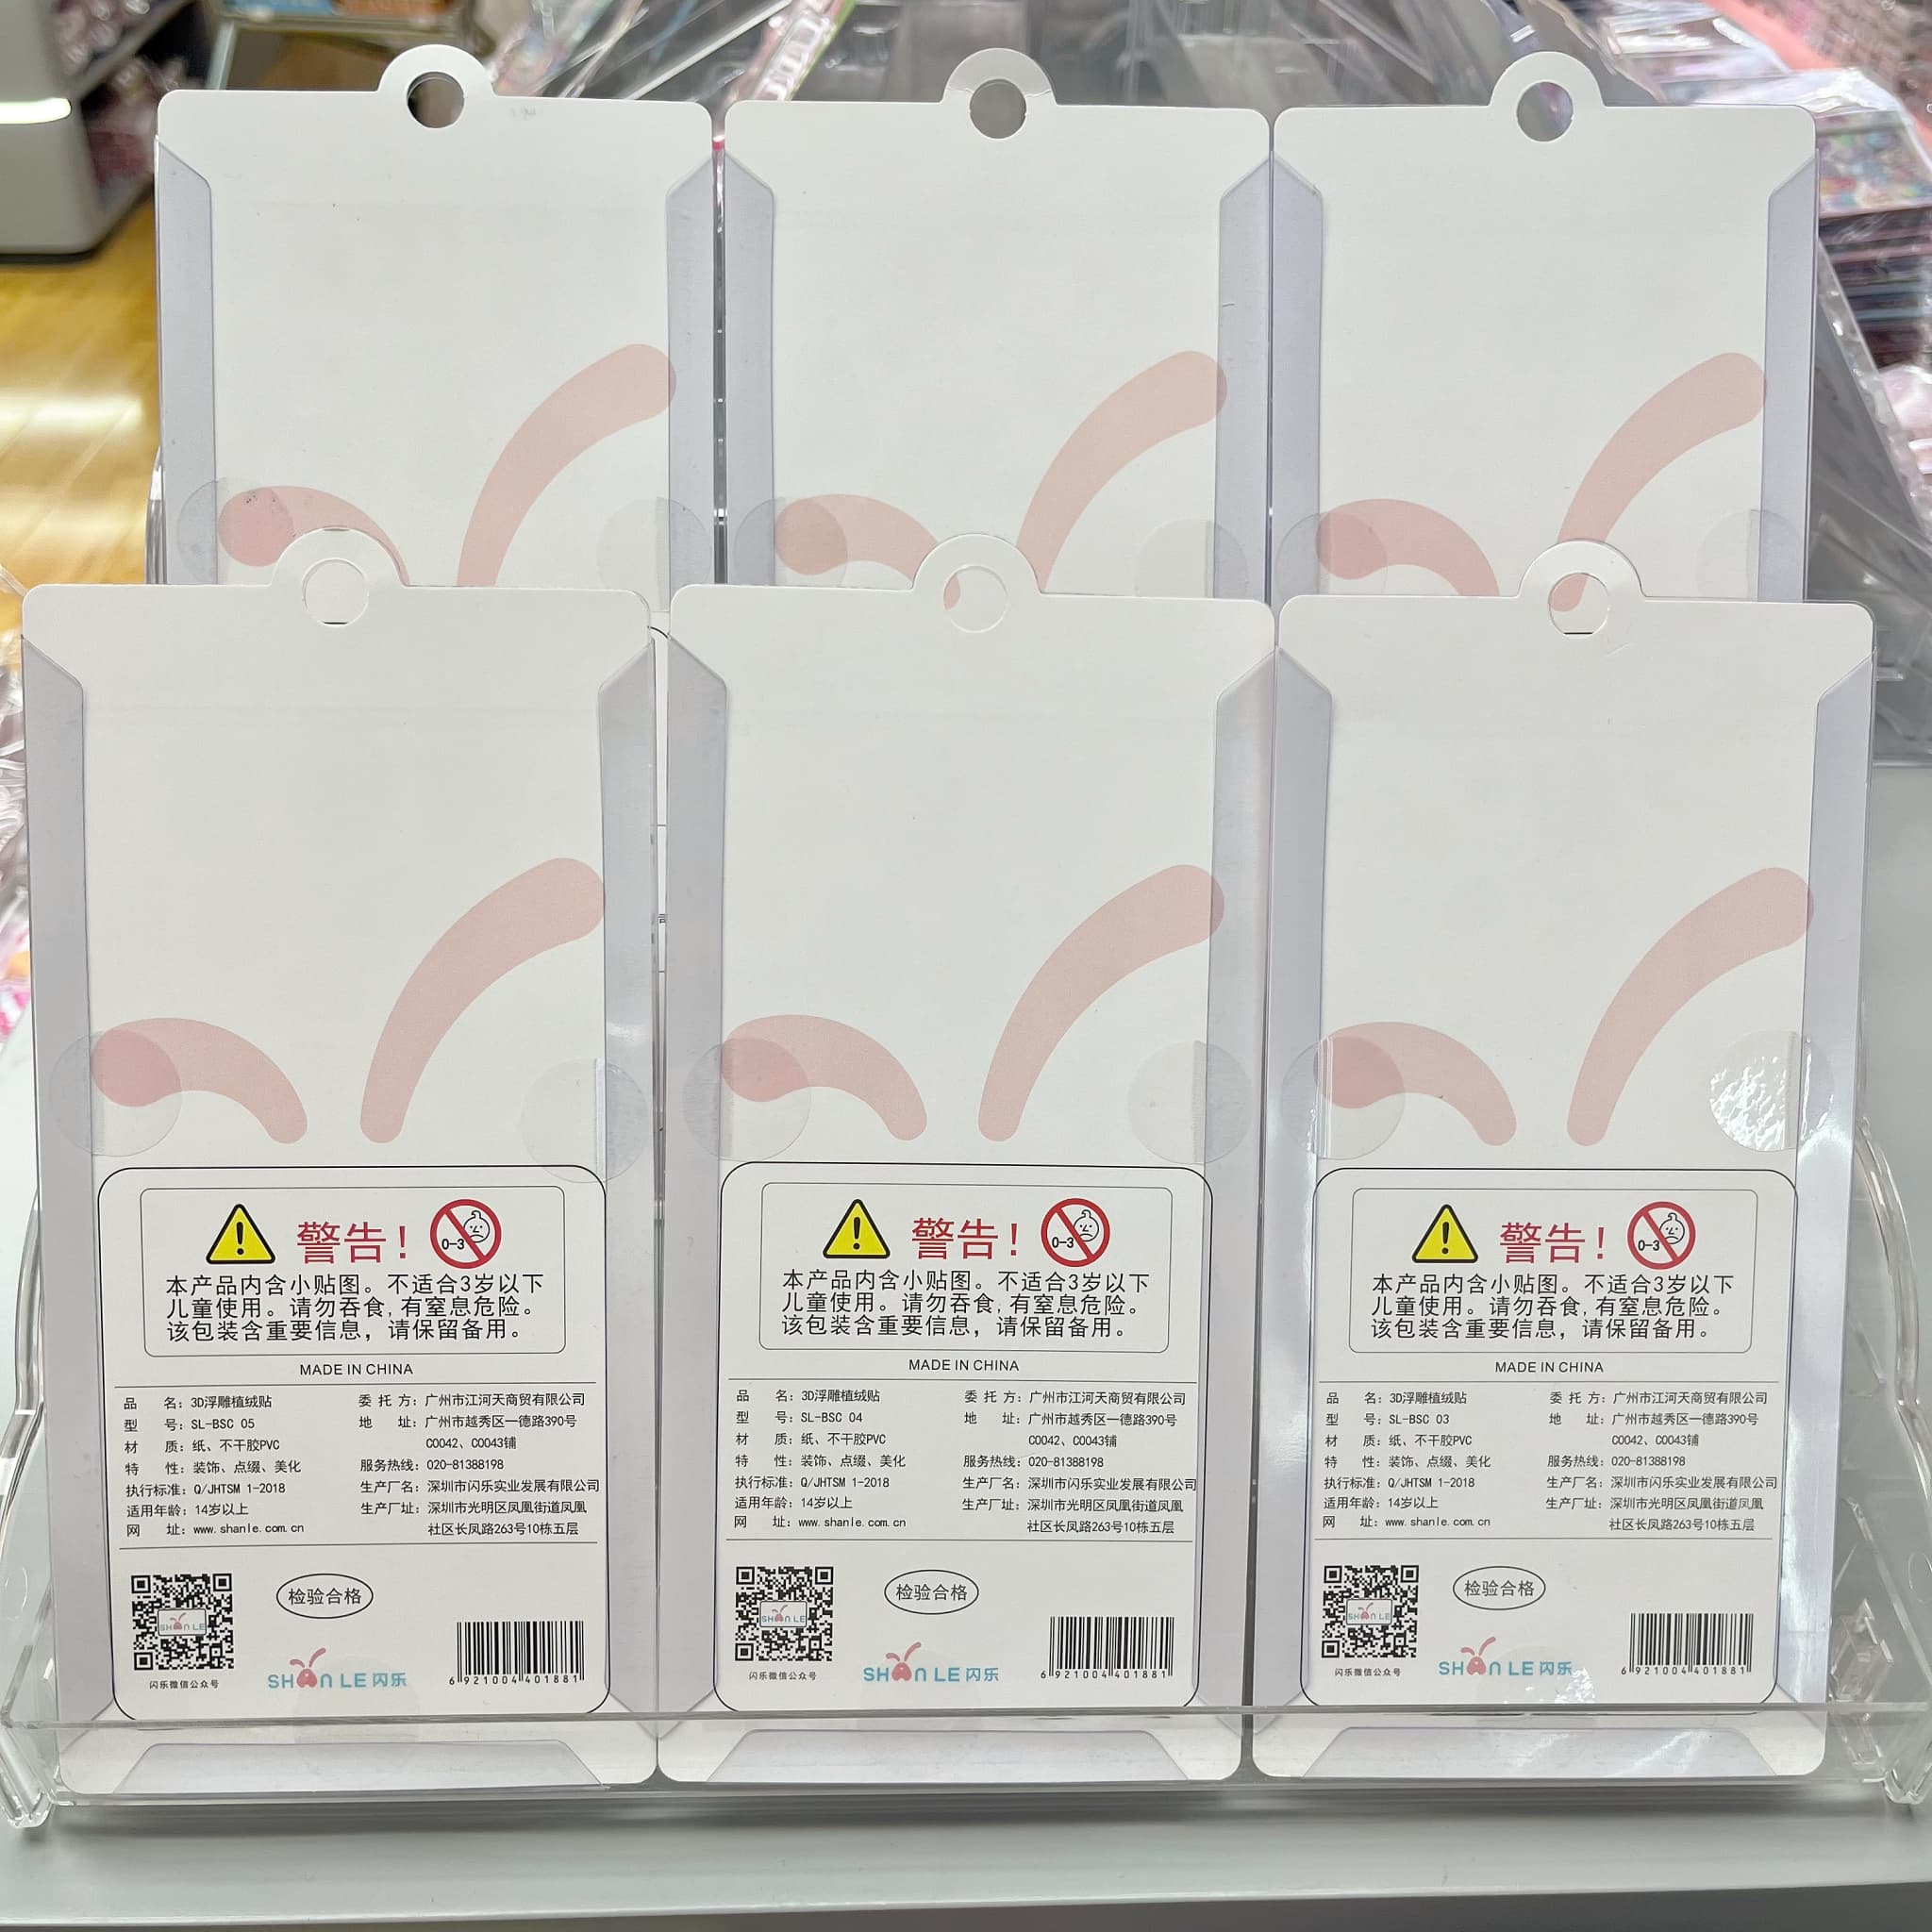 警告！
0-3
本产品内含小贴图。不适合3岁以下
儿童使用。请勿吞食,有窒息危险。
该包装含重要信息，请保留备用。
MADE IN CHINA
品 名：3D浮雕植绒贴
型 号：SL-BSC 05
材 质：纸、不干胶PVC
特 性：装饰、点缀、美化
执行标准：Q/JHTSM 1-2018
适用年龄：14岁以上
网 址：www.shanle.com.cn
委 托 方：广州市江河天商贸有限公司
地 址：广州市越秀区一德路390号
C0042、C0043铺
服务热线：020-81388198
生产厂名：深圳市闪乐实业发展有限公司
生产厂址：深圳市光明区凤凰街道凤凰
社区长凤路263号10栋五层
SHAN LE
闪乐微信公众号
检验合格
SHAN LE 闪乐
6 921004 401881
警告！
0-3
本产品内含小贴图。不适合3岁以下
儿童使用。请勿吞食,有窒息危险。
该包装含重要信息，请保留备用。
MADE IN CHINA
品 名：3D浮雕植绒贴
型 号：SL-BSC 04
材 质：纸、不干胶PVC
特 性：装饰、点缀、美化
执行标准：Q/JHTSM 1-2018
适用年龄：14岁以上
网 址：www.shanle.com.cn
委 托 方：广州市江河天商贸有限公司
地 址：广州市越秀区一德路390号
C0042、C0043铺
服务热线：020-81388198
生产厂名：深圳市闪乐实业发展有限公司
生产厂址：深圳市光明区凤凰街道凤凰
社区长凤路263号10栋五层
SHAN LE
闪乐微信公众号
检验合格
SHAN LE 闪乐
6 921004 401881
警告！
0-3
本产品内含小贴图。不适合3岁以下
儿童使用。请勿吞食,有窒息危险。
该包装含重要信息，请保留备用。
MADE IN CHINA
品 名：3D浮雕植绒贴
型 号：SL-BSC 03
材 质：纸、不干胶PVC
特 性：装饰、点缀、美化
执行标准：Q/JHTSM 1-2018
适用年龄：14岁以上
网 址：www.shanle.com.cn
委 托 方：广州市江河天商贸有限公司
地 址：广州市越秀区一德路390号
C0042、C0043铺
服务热线：020-81388198
生产厂名：深圳市闪乐实业发展有限公司
生产厂址：深圳市光明区凤凰街道凤凰
社区长凤路263号10栋五层
SHAN LE
闪乐微信公众号
检验合格
SHAN LE 闪乐
6 921004 401881